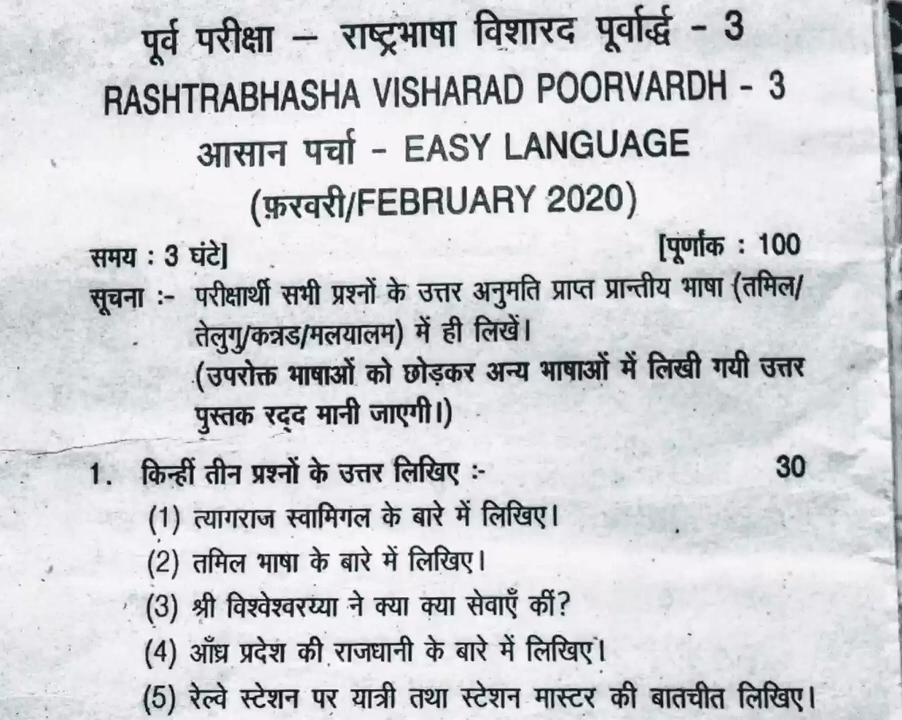 पूर्व परीक्षा – राष्ट्रभाषा विशारद पूर्वार्द्ध - 3
RASHTRABHASHA VISHARAD POORVARDH - 3
आसान पर्चा - EASY LANGUAGE
(फ़रवरी/FEBRUARY 2020)
समय : 3 घंटे] [पूर्णांक : 100
सूचना :- परीक्षार्थी सभी प्रश्नों के उत्तर अनुमति प्राप्त प्रान्तीय भाषा (तमिल/
तेलुगु/कन्नड/मलयालम) में ही लिखें।
(उपरोक्त भाषाओं को छोड़कर अन्य भाषाओं में लिखी गयी उत्तर
पुस्तक रद्द मानी जाएगी।)
1. किन्हीं तीन प्रश्नों के उत्तर लिखिए :- 30
(1) त्यागराज स्वामिगल के बारे में लिखिए।
(2) तमिल भाषा के बारे में लिखिए।
(3) श्री विश्वेश्वरय्या ने क्या क्या सेवाएँ कीं?
(4) आँध्र प्रदेश की राजधानी के बारे में लिखिए।
(5) रेल्वे स्टेशन पर यात्री तथा स्टेशन मास्टर की बातचीत लिखिए।